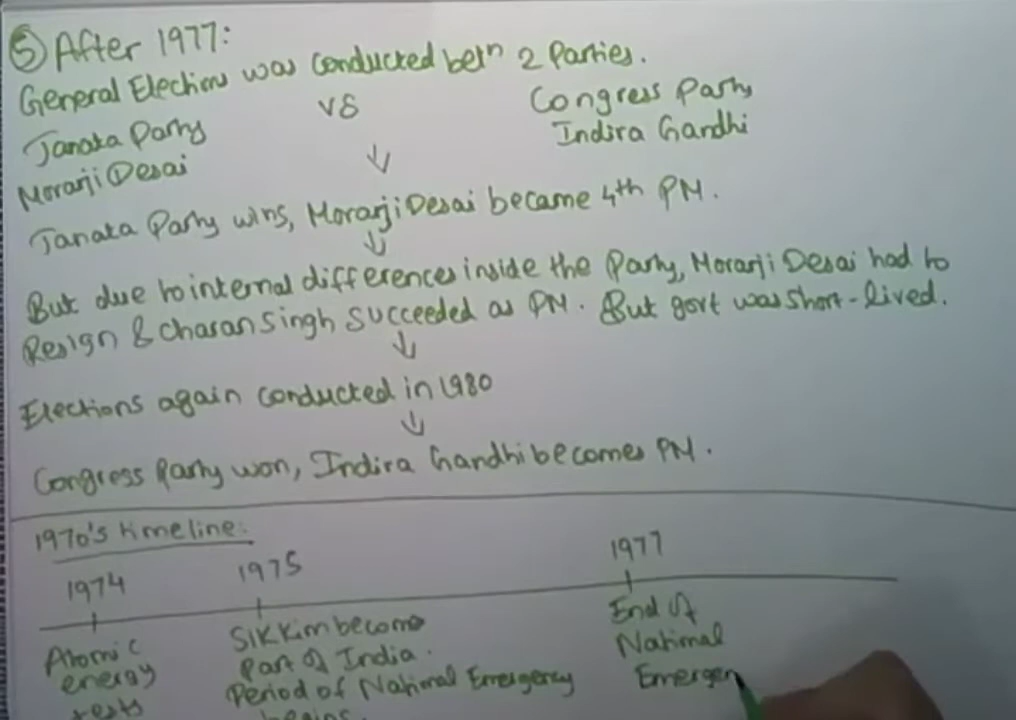 ⑤ After 1977:
General Elections was conducted betn 2 Parties.
Janata Party vs Congress Party
Morarji Desai Indira Gandhi
↓
Janata Party wins, Morarji Desai became 4th PM.
↓
But due to internal differences inside the Party, Morarji Desai had to
Resign & Charan Singh succeeded as PM. But govt was short-lived.
↓
Elections again conducted in 1980
↓
Congress Party won, Indira Gandhi becomes PM.
1970's timeline:
1974 1975 1977
Atomic energy tests
Sikkim become
Part of India.
Period of National Emergency
begins.
End of
National
Emergen